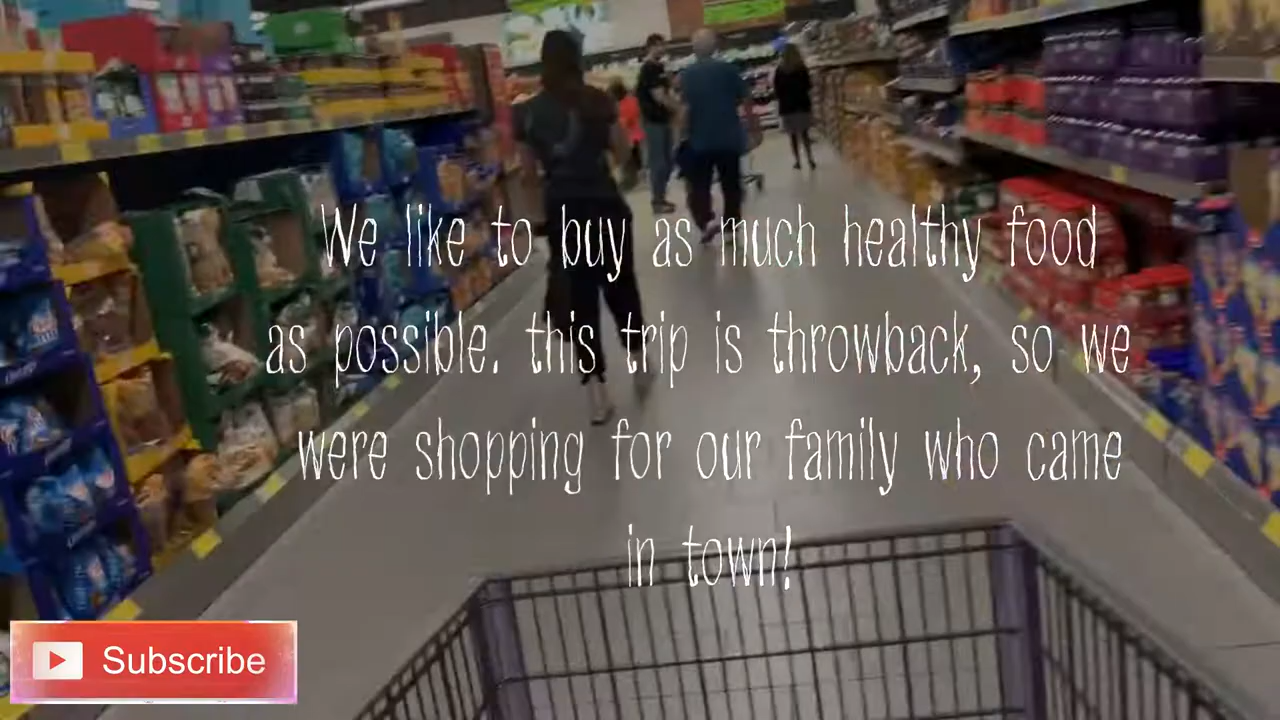 We like to buy as much healthy food
as possible. this trip is throwback, so we
were shopping for our family who came
in town!
Subscribe